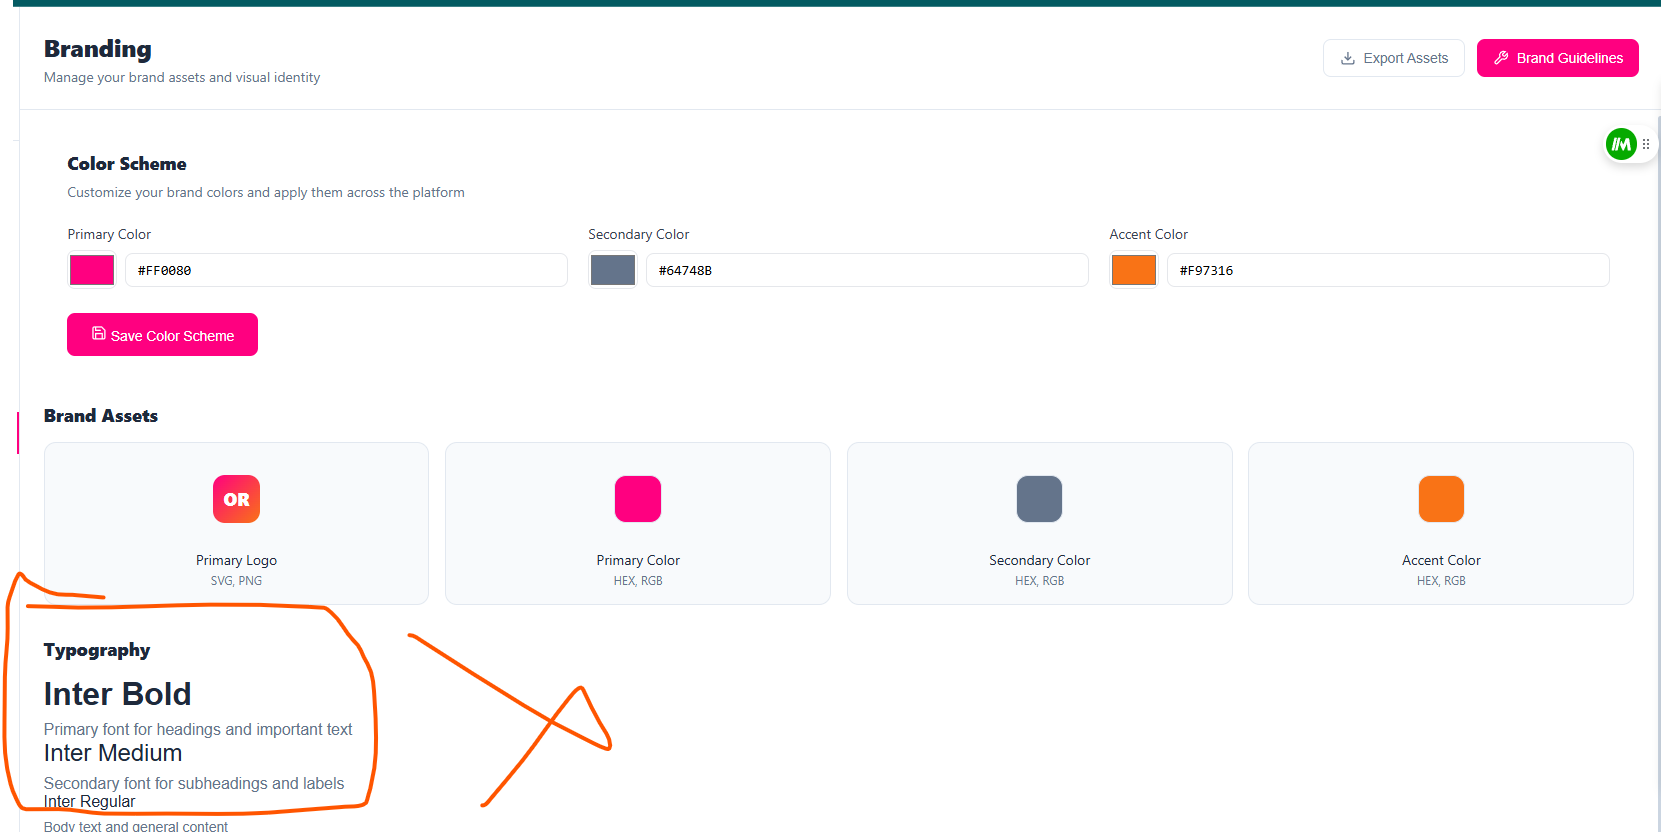 Branding
Manage your brand assets and visual identity
Export Assets
Brand Guidelines
Color Scheme
Customize your brand colors and apply them across the platform
Primary Color
Secondary Color
Accent Color
#FF0080
#64748B
#F97316
Save Color Scheme
Brand Assets
OR
Primary Logo
SVG, PNG
Primary Color
HEX, RGB
Secondary Color
HEX, RGB
Accent Color
HEX, RGB
Typography
Inter Bold
Primary font for headings and important text
Inter Medium
Secondary font for subheadings and labels
Inter Regular
Body text and general content